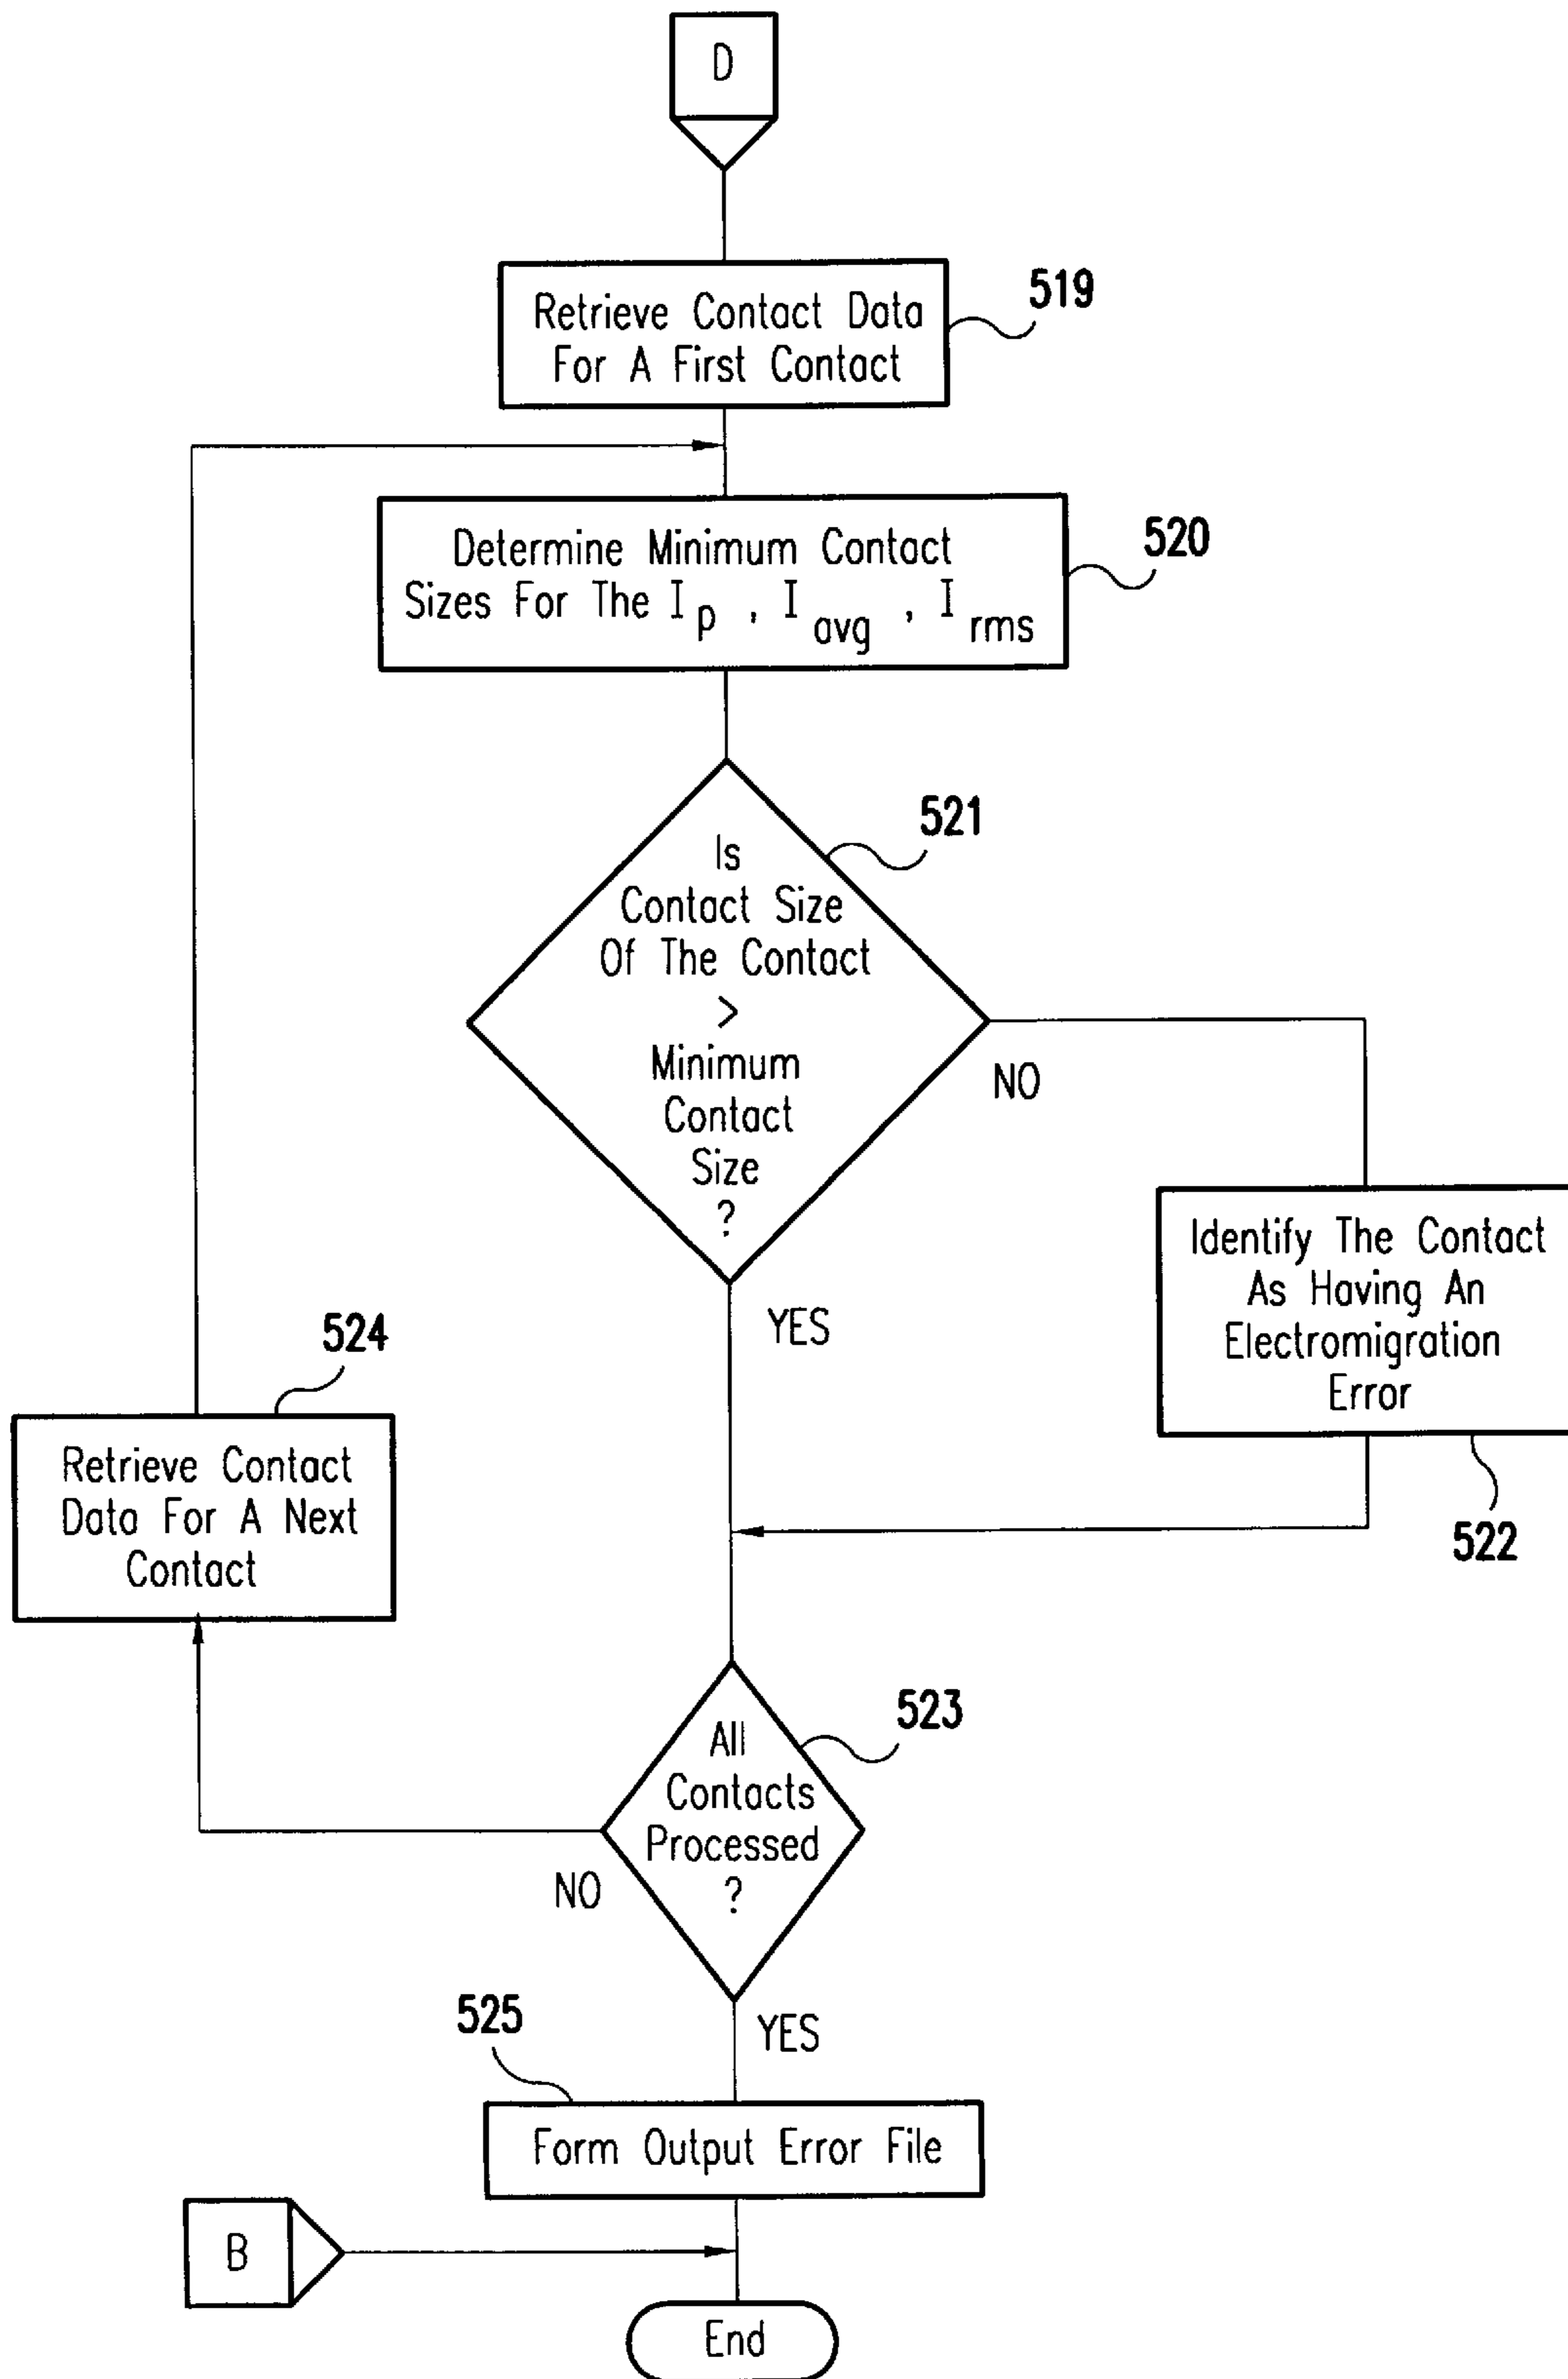 D
Retrieve Contact Data
For A First Contact
519
Determine Minimum Contact
Sizes For The I p , I avg , I rms
520
Is
Contact Size
Of The Contact
>
Minimum
Contact
Size
?
521
NO
YES
Identify The Contact
As Having An
Electromigration
Error
522
524
Retrieve Contact
Data For A Next
Contact
All
Contacts
Processed
?
523
NO
YES
525
Form Output Error File
B
End